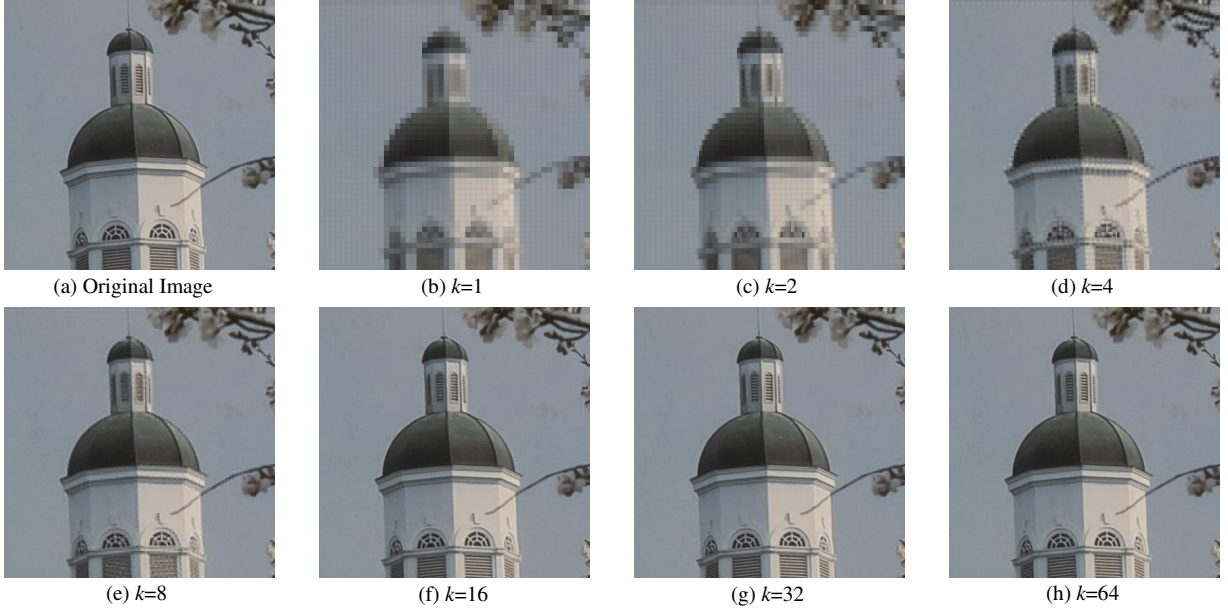 (a) Original Image
(b) k=1
(c) k=2
(d) k=4
(e) k=8
(f) k=16
(g) k=32
(h) k=64